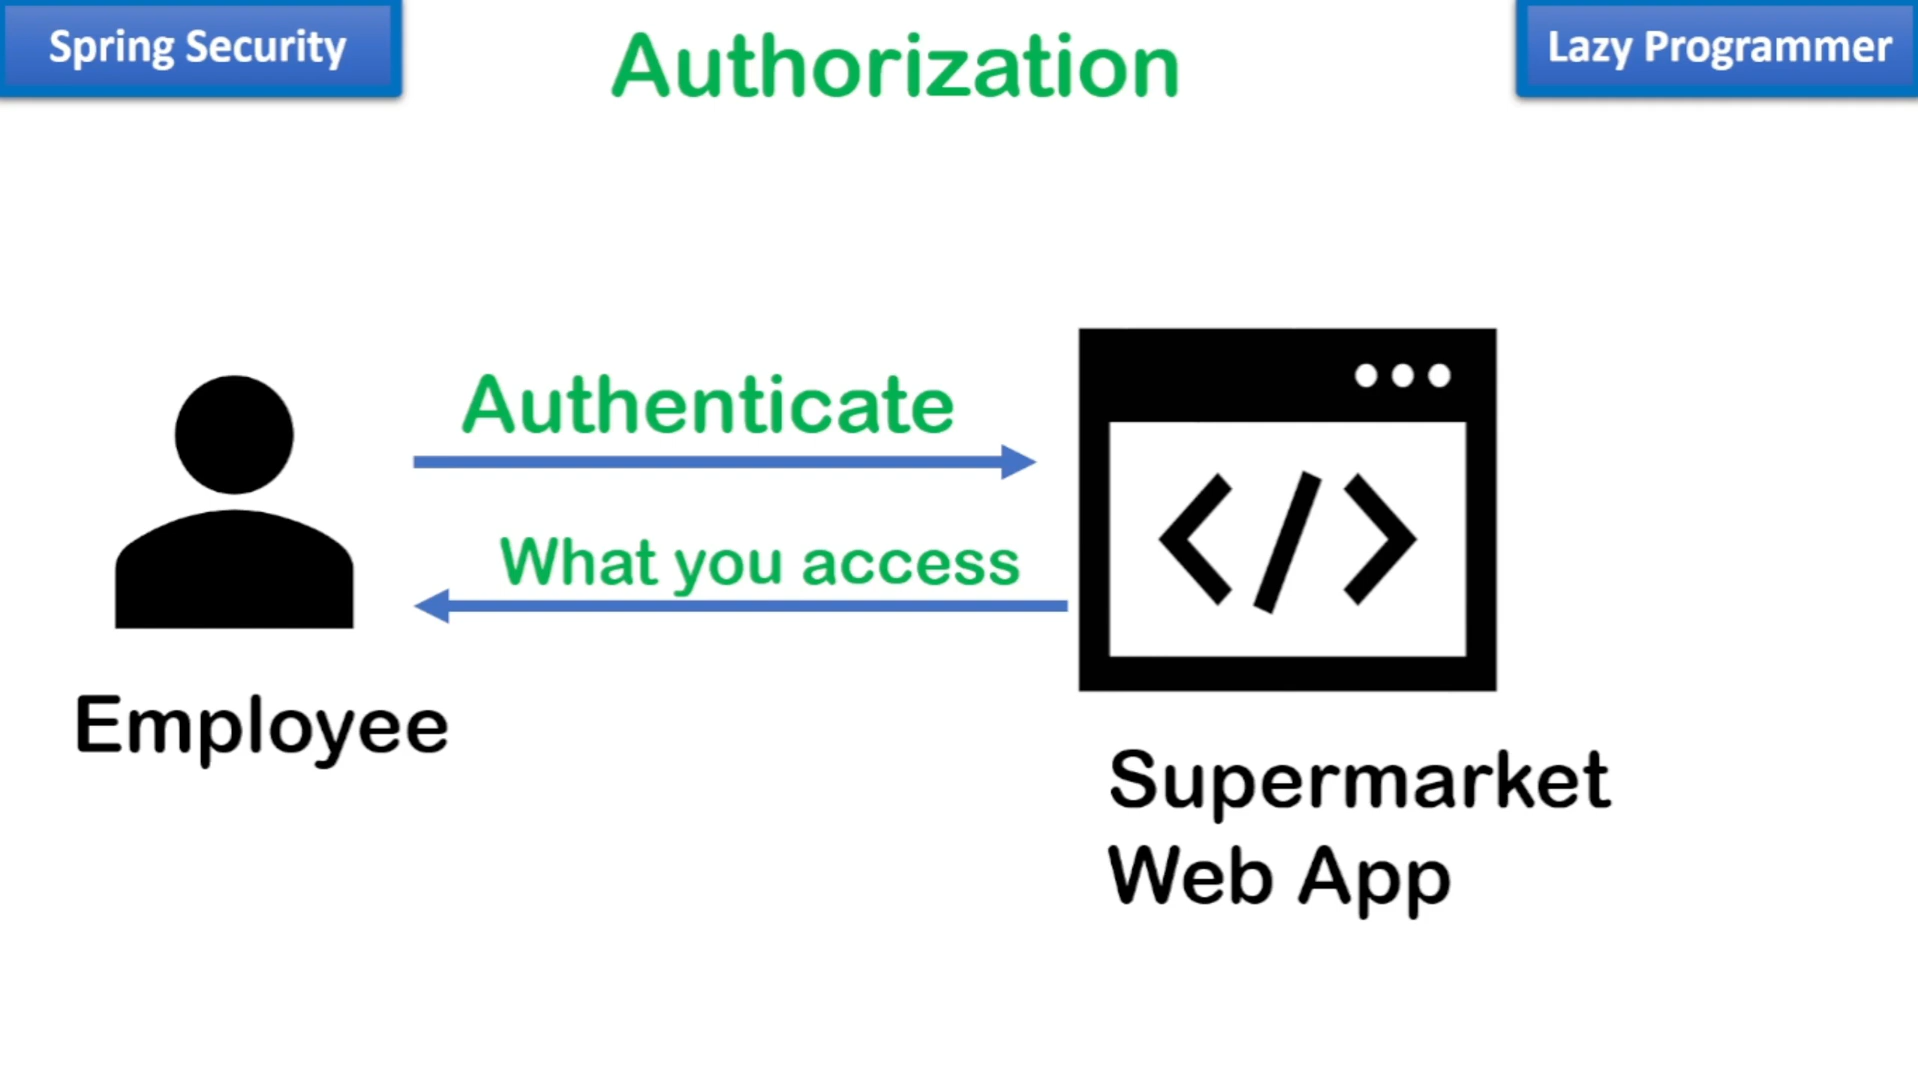 Spring Security
Authorization
Lazy Programmer
Authenticate
What you access
</>
Employee
Supermarket
Web App